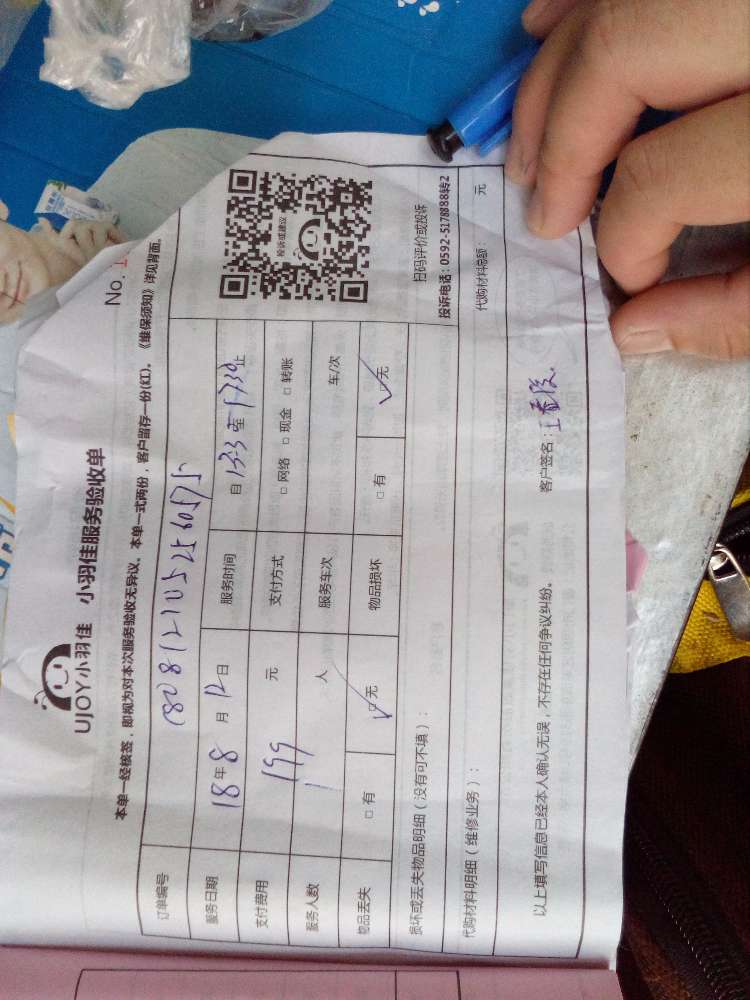 No. 1
UJOY小羽佳 小羽佳服务验收单
本单一经核签，即视为对本次服务验收无异议。本单一式两份，客户留存一份(红)。《维保须知》详见背面。
订单编号
服务日期 18年8月12日 服务时间 自 至 1730止
支付费用 199 元 支付方式 □ 网络 □ 现金 □ 转账
服务人数 1 人 服务车次 车/次
物品丢失 □ 有 □ 无 物品损坏 □ 有 □ 无
投诉或建议
扫码评价或投诉
投诉电话：0592-5178888转2
损坏或丢失物品明细（没有可不填）：
代购材料明细（维修业务）： 代购材料总额： 元
以上填写信息已经本人确认无误，不存在任何争议纠纷。 客户签名：